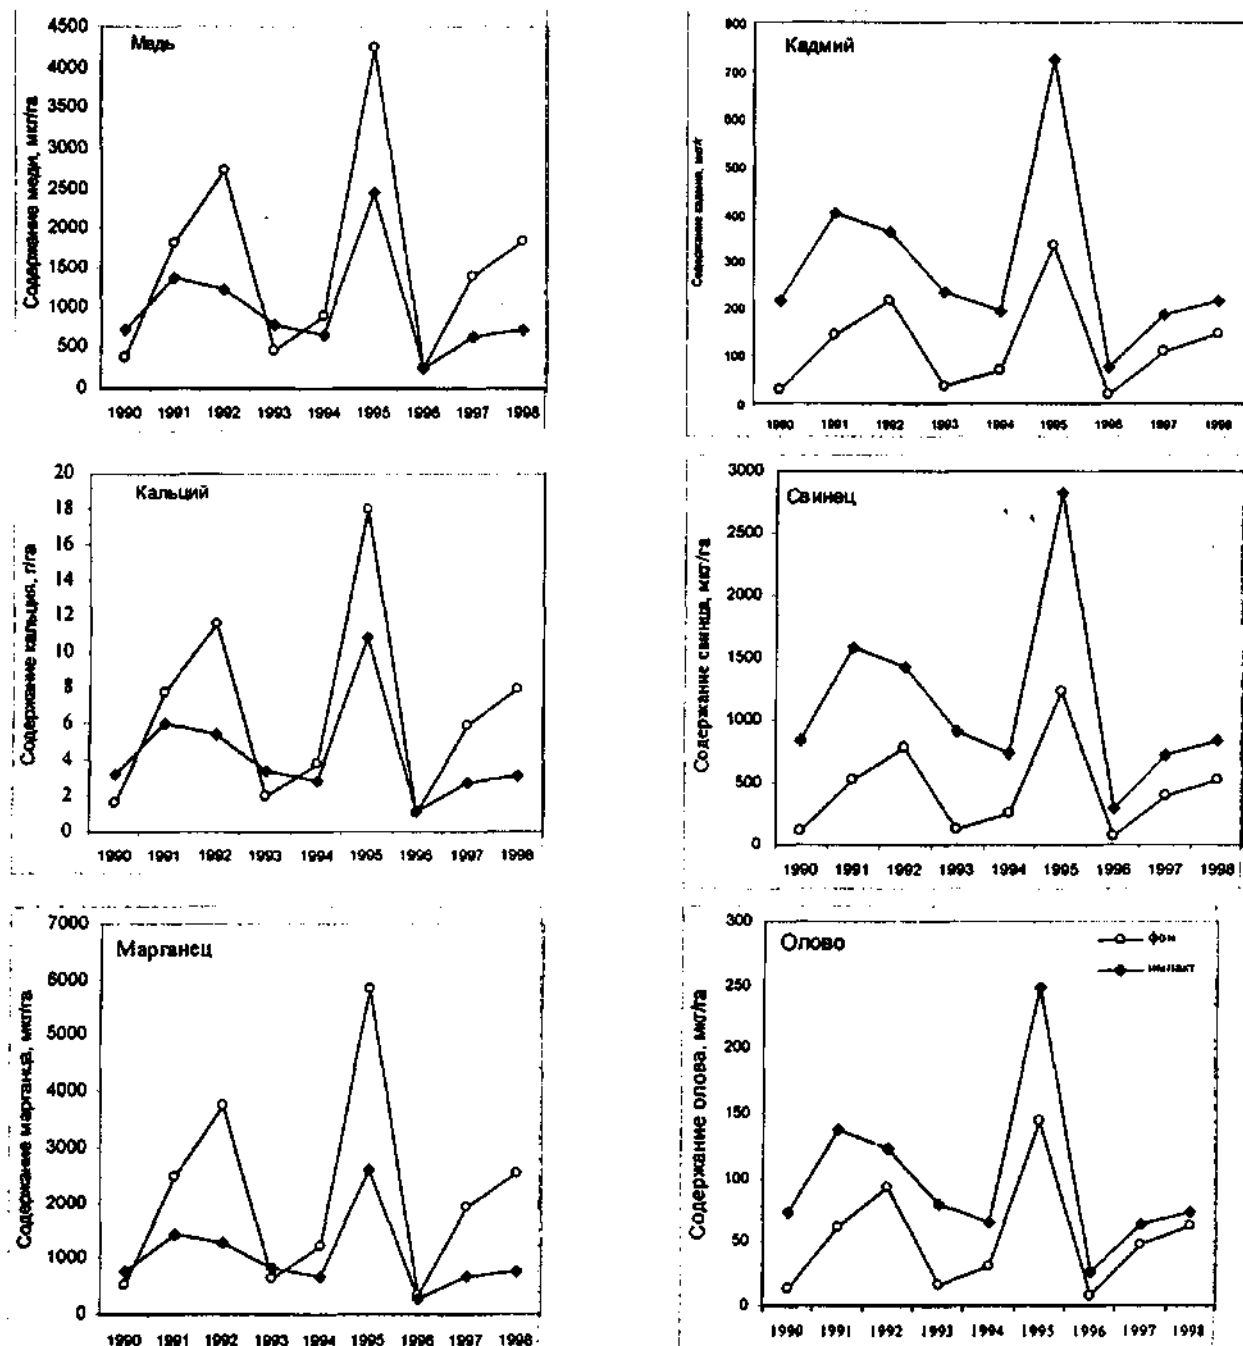 Медь
Содержание меди, мкг/га
4500
4000
3500
3000
2500
2000
1500
1000
500
0
1990 1991 1992 1993 1994 1995 1996 1997 1998
Кадмий
Содержание кадмия, мкг/г
800
700
600
500
400
300
200
100
0
1990 1991 1992 1993 1994 1995 1996 1997 1998
Кальций
Содержание кальция, г/га
20
18
16
14
12
10
8
6
4
2
0
1990 1991 1992 1993 1994 1995 1996 1997 1998
Свинец
Содержание свинца, мкг/га
3000
2500
2000
1500
1000
500
0
1990 1991 1992 1993 1994 1995 1996 1997 1998
Марганец
Содержание марганца, мкг/га
7000
6000
5000
4000
3000
2000
1000
0
1990 1991 1992 1993 1994 1995 1996 1997 1998
Олово
фон
импакт
Содержание олова, мкг/га
300
250
200
150
100
50
0
1990 1991 1992 1993 1994 1995 1996 1997 1998